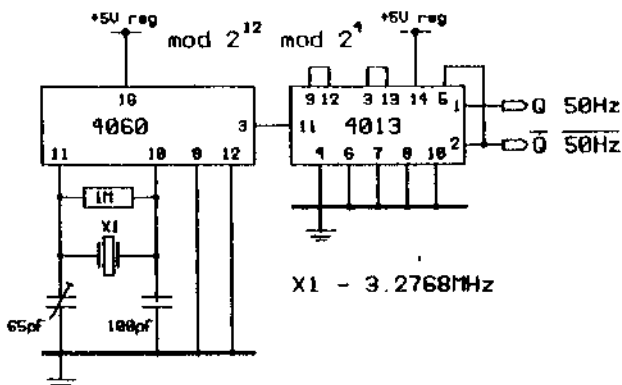 +5V reg
mod 2¹² mod 2⁴
+5V reg
16
9 12
3 13
14
5
4060
3
11
4013
1
Q 50Hz
2
Q̅ 5̅0̅H̅z̅
11
10
8
12
4
6
7
8
10
1M
X1
X1 - 3.2768MHz
65pf
100pf